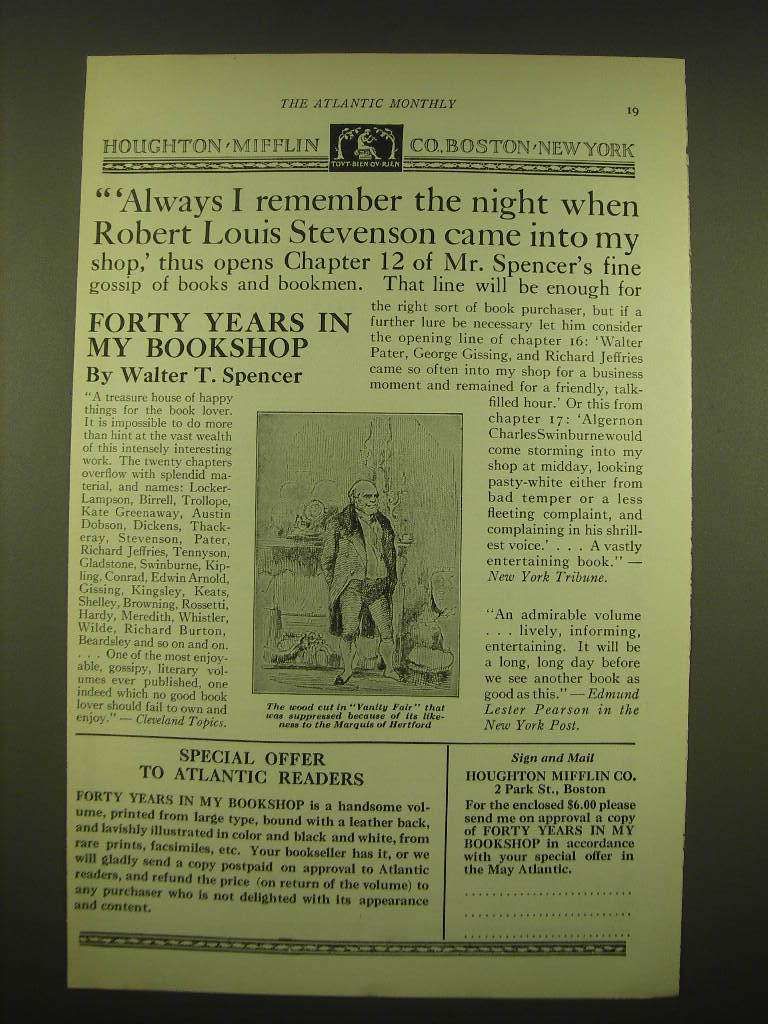 THE ATLANTIC MONTHLY
19
HOUGHTON MIFFLIN CO. BOSTON·NEW YORK
TOVT·BIEN OV·RIEN
"'Always I remember the night when
Robert Louis Stevenson came into my
shop,' thus opens Chapter 12 of Mr. Spencer's fine
gossip of books and bookmen. That line will be enough for
the right sort of book purchaser, but if a
further lure be necessary let him consider
the opening line of chapter 16: 'Walter
Pater, George Gissing, and Richard Jeffries
came so often into my shop for a business
moment and remained for a friendly, talk-
filled hour.' Or this from
chapter 17: 'Algernon
Charles Swinburne would
come storming into my
shop at midday, looking
pasty-white either from
bad temper or a less
fleeting complaint, and
complaining in his shrill-
est voice.' . . . A vastly
entertaining book." —
New York Tribune.
"An admirable volume
. . . lively, informing,
entertaining. It will be
a long, long day before
we see another book as
good as this." — Edmund
Lester Pearson in the
New York Post.
FORTY YEARS IN
MY BOOKSHOP
By Walter T. Spencer
"A treasure house of happy
things for the book lover.
It is impossible to do more
than hint at the vast wealth
of this intensely interesting
work. The twenty chapters
overflow with splendid ma-
terial, and names: Locker-
Lampson, Birrell, Trollope,
Kate Greenaway, Austin
Dobson, Dickens, Thack-
eray, Stevenson, Pater,
Richard Jeffries, Tennyson,
Gladstone, Swinburne, Kip-
ling, Conrad, Edwin Arnold,
Gissing, Kingsley, Keats,
Shelley, Browning, Rossetti,
Hardy, Meredith, Whistler,
Wilde, Richard Burton,
Beardsley and so on and on.
. . . One of the most enjoy-
able, gossipy, literary vol-
umes ever published, one
indeed which no good book
lover should fail to own and
enjoy." — Cleveland Topics.
The wood cut in "Vanity Fair" that
was suppressed because of its like-
ness to the Marquis of Hertford
SPECIAL OFFER
TO ATLANTIC READERS
FORTY YEARS IN MY BOOKSHOP is a handsome vol-
ume, printed from large type, bound with a leather back,
and lavishly illustrated in color and black and white, from
rare prints, facsimiles, etc. Your bookseller has it, or we
will gladly send a copy postpaid on approval to Atlantic
readers, and refund the price (on return of the volume) to
any purchaser who is not delighted with its appearance
and content.
Sign and Mail
HOUGHTON MIFFLIN CO.
2 Park St., Boston
For the enclosed $6.00 please
send me on approval a copy
of FORTY YEARS IN MY
BOOKSHOP in accordance
with your special offer in
the May Atlantic.